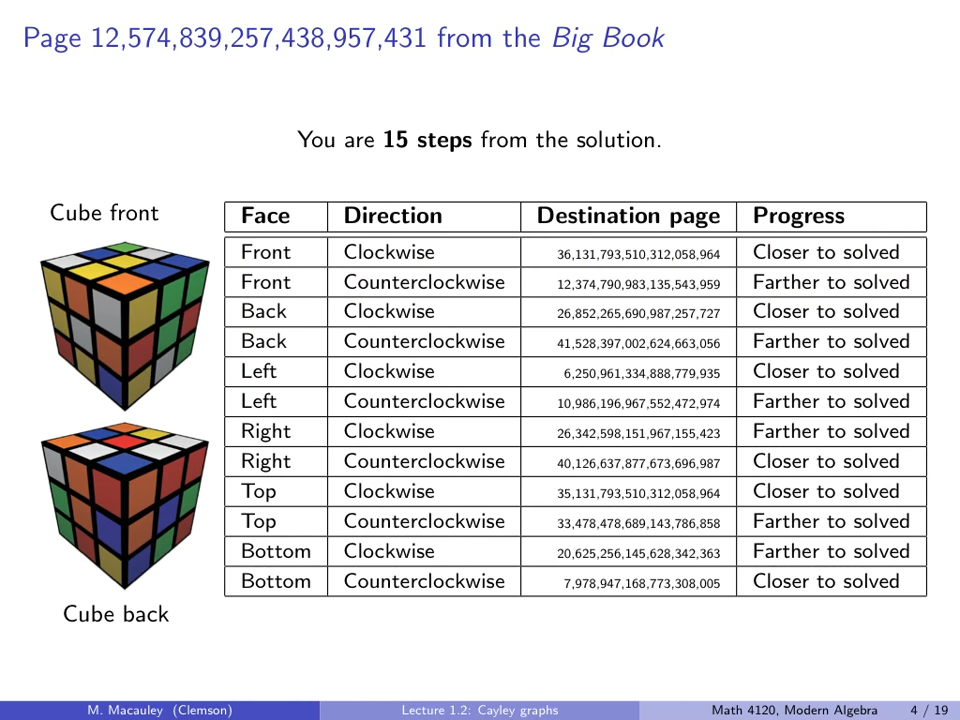 Page 12,574,839,257,438,957,431 from the Big Book
You are 15 steps from the solution.
Cube front
Face Direction Destination page Progress
Front Clockwise 36,131,793,510,312,058,964 Closer to solved
Front Counterclockwise 12,374,790,983,135,543,959 Farther to solved
Back Clockwise 26,852,265,690,987,257,727 Closer to solved
Back Counterclockwise 41,528,397,002,624,663,056 Farther to solved
Left Clockwise 6,250,961,334,888,779,935 Closer to solved
Left Counterclockwise 10,986,196,967,552,472,974 Farther to solved
Right Clockwise 26,342,598,151,967,155,423 Farther to solved
Right Counterclockwise 40,126,637,877,673,696,987 Closer to solved
Top Clockwise 35,131,793,510,312,058,964 Closer to solved
Top Counterclockwise 33,478,478,689,143,786,858 Farther to solved
Bottom Clockwise 20,625,256,145,628,342,363 Farther to solved
Bottom Counterclockwise 7,978,947,168,773,308,005 Closer to solved
Cube back
M. Macauley (Clemson) Lecture 1.2: Cayley graphs Math 4120, Modern Algebra 4 / 19